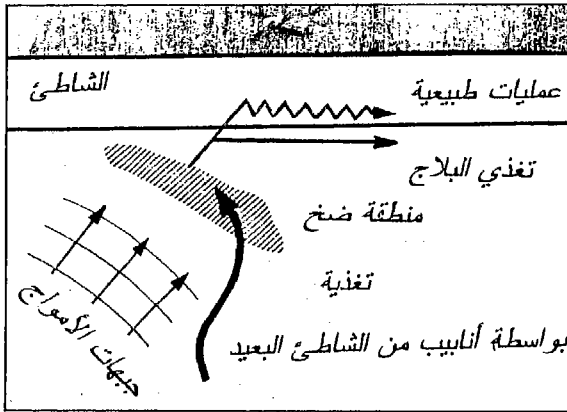 الشاطئ
عمليات طبيعية
تغذي البلاج
منطقة ضخ
تغذية
بواسطة أنابيب من الشاطئ البعيد
جبهات الأمواج